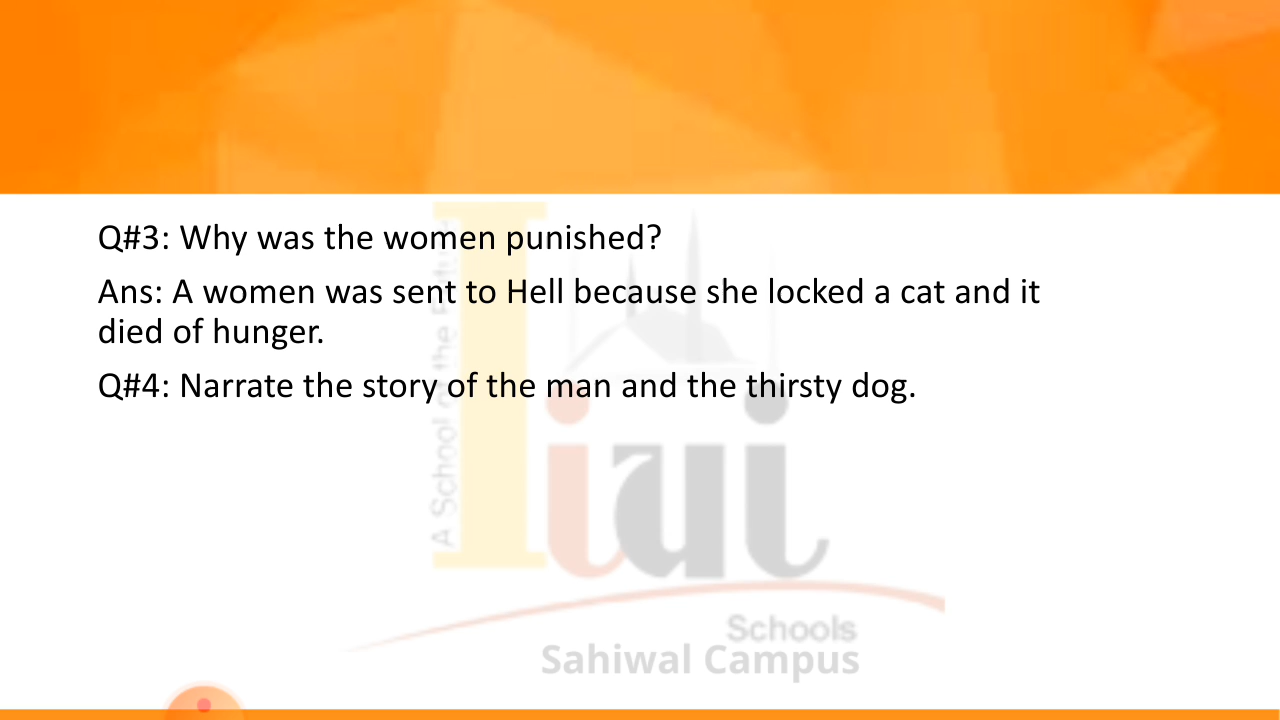 Q#3: Why was the women punished?
Ans: A women was sent to Hell because she locked a cat and it
died of hunger.
Q#4: Narrate the story of the man and the thirsty dog.
A School of the Future
I
iui
Schools
Sahiwal Campus